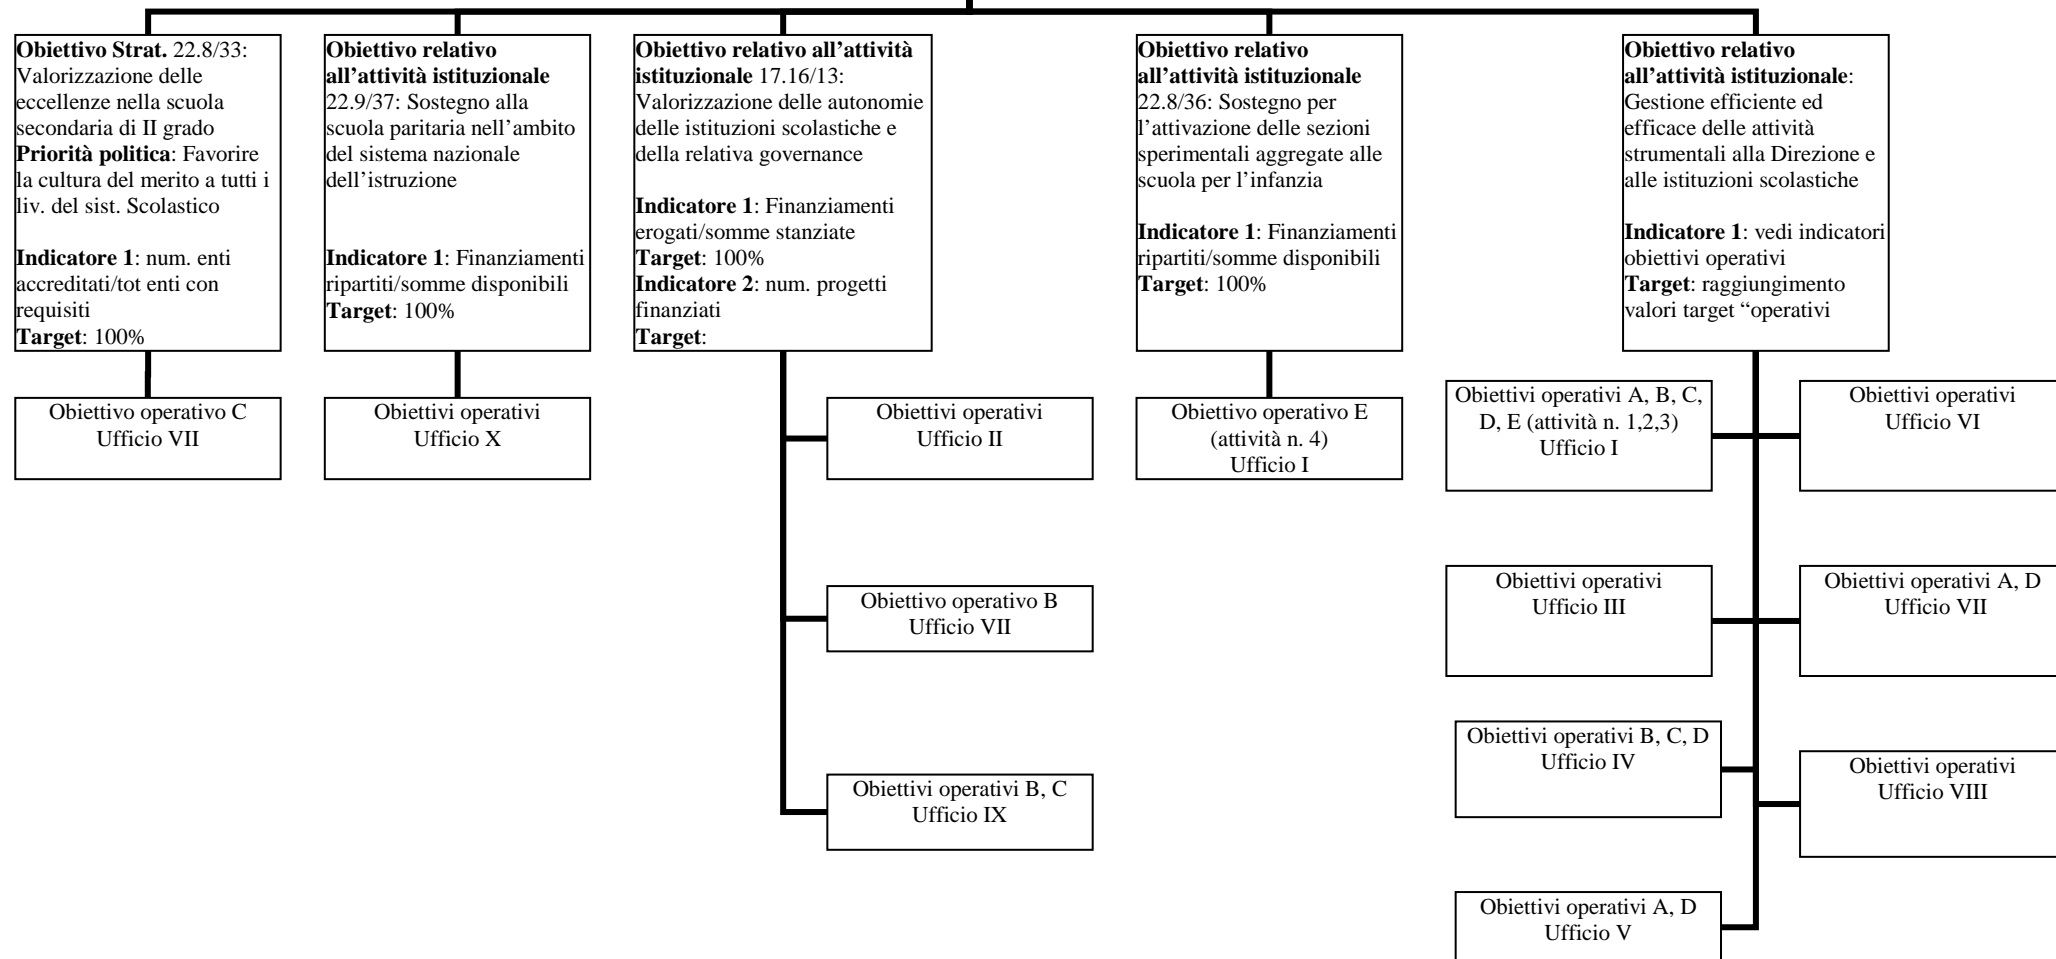 Obiettivo Strat. 22.8/33:
Valorizzazione delle
eccellenze nella scuola
secondaria di II grado
Priorità politica: Favorire
la cultura del merito a tutti i
liv. del sist. Scolastico
Indicatore 1: num. enti
accreditati/tot enti con
requisiti
Target: 100%
Obiettivo relativo
all’attività istituzionale
22.9/37: Sostegno alla
scuola paritaria nell’ambito
del sistema nazionale
dell’istruzione
Indicatore 1: Finanziamenti
ripartiti/somme disponibili
Target: 100%
Obiettivo relativo all’attività
istituzionale 17.16/13:
Valorizzazione delle autonomie
delle istituzioni scolastiche e
della relativa governance
Indicatore 1: Finanziamenti
erogati/somme stanziate
Target: 100%
Indicatore 2: num. progetti
finanziati
Target:
Obiettivo relativo
all’attività istituzionale
22.8/36: Sostegno per
l’attivazione delle sezioni
sperimentali aggregate alle
scuola per l’infanzia
Indicatore 1: Finanziamenti
ripartiti/somme disponibili
Target: 100%
Obiettivo relativo
all’attività istituzionale:
Gestione efficiente ed
efficace delle attività
strumentali alla Direzione e
alle istituzioni scolastiche
Indicatore 1: vedi indicatori
obiettivi operativi
Target: raggiungimento
valori target “operativi
Obiettivo operativo C
Ufficio VII
Obiettivi operativi
Ufficio X
Obiettivi operativi
Ufficio II
Obiettivo operativo B
Ufficio VII
Obiettivi operativi B, C
Ufficio IX
Obiettivo operativo E
(attività n. 4)
Ufficio I
Obiettivi operativi A, B, C,
D, E (attività n. 1,2,3)
Ufficio I
Obiettivi operativi
Ufficio VI
Obiettivi operativi
Ufficio III
Obiettivi operativi A, D
Ufficio VII
Obiettivi operativi B, C, D
Ufficio IV
Obiettivi operativi
Ufficio VIII
Obiettivi operativi A, D
Ufficio V